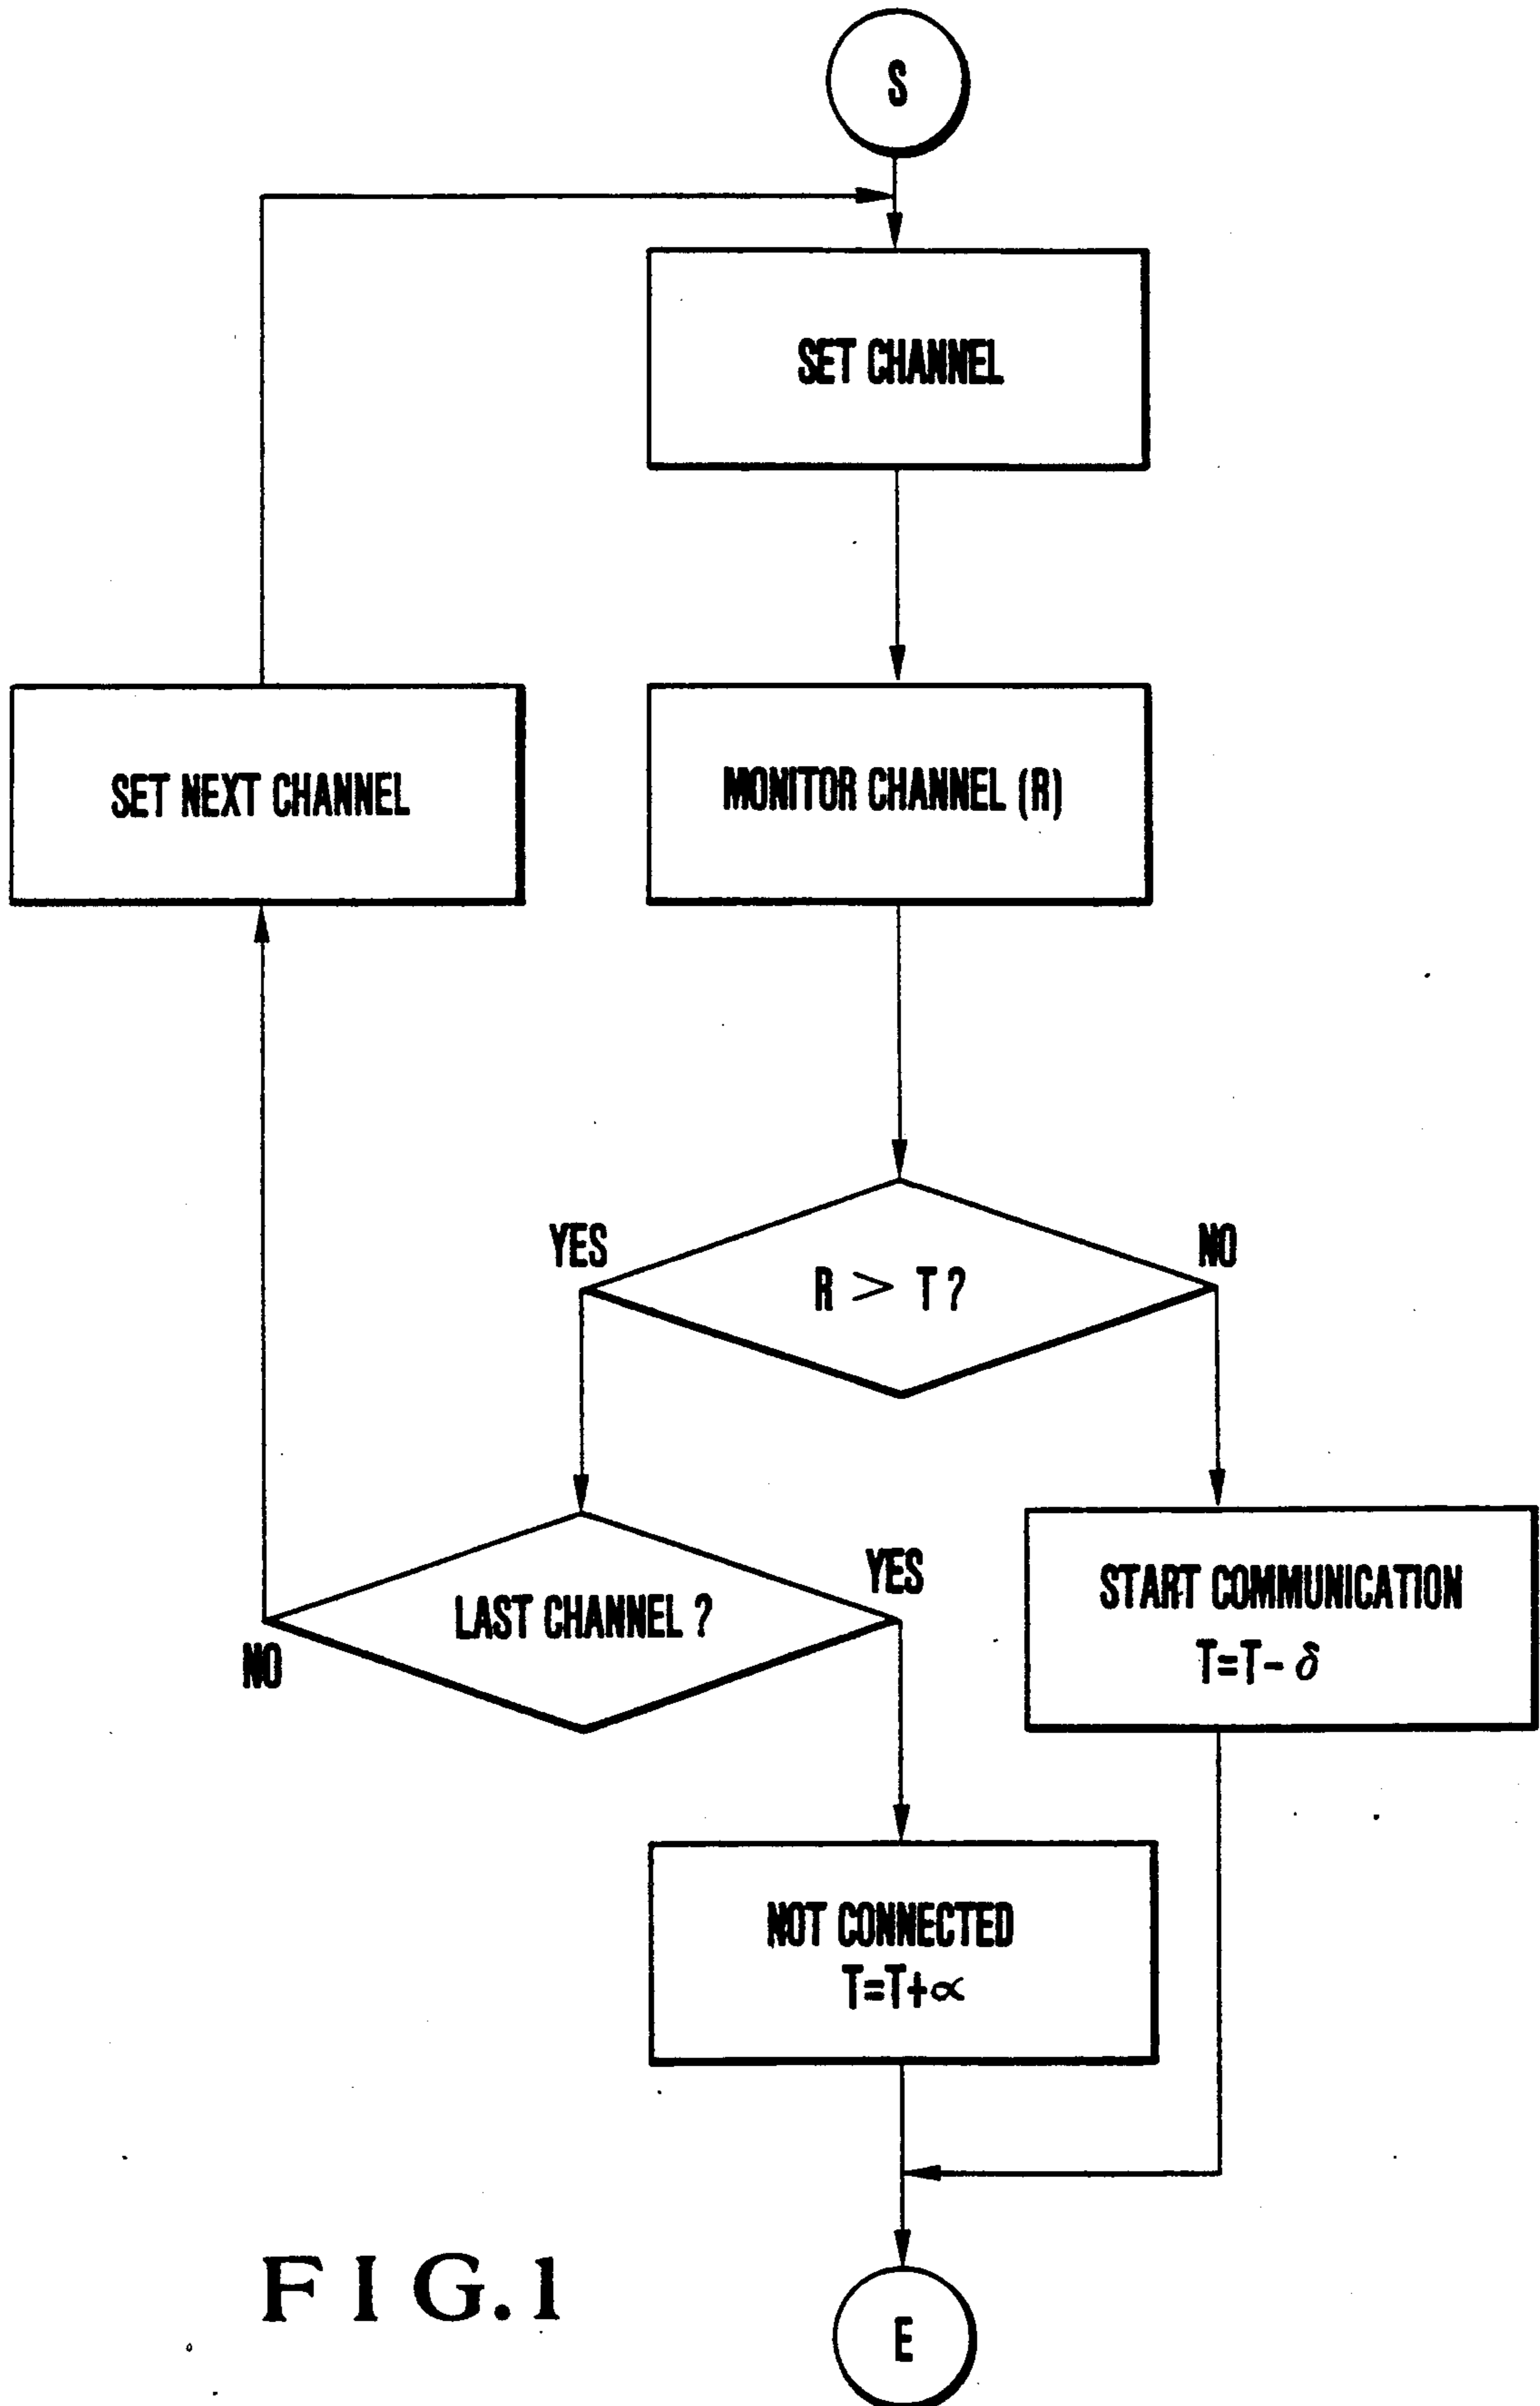 S
SET CHANNEL
SET NEXT CHANNEL
MONITOR CHANNEL (R)
YES
R > T ?
NO
LAST CHANNEL ?
YES
NO
START COMMUNICATION
T=T- δ
NOT CONNECTED
T=T+α
E
FIG.1